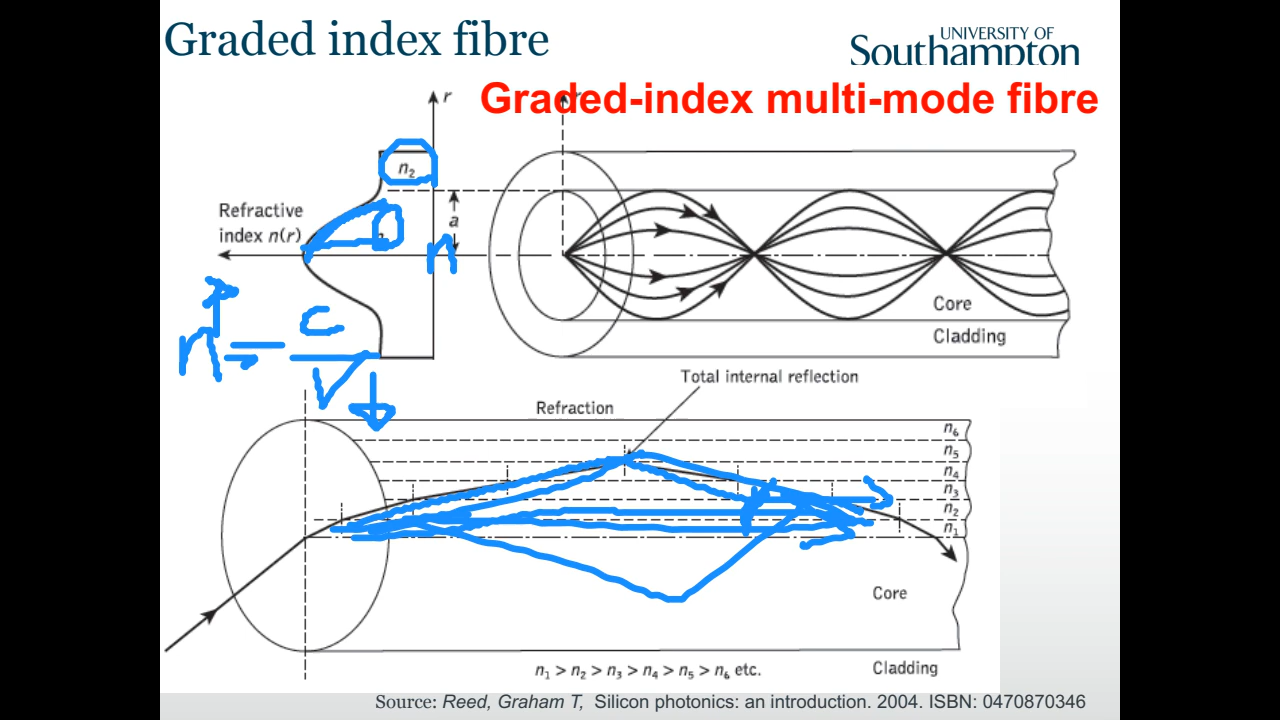 Graded index fibre
UNIVERSITY OF
Southampton
Graded-index multi-mode fibre
r
n₂
Refractive
index n(r)
a
n
n = c
v
Core
Cladding
Total internal reflection
Refraction
n₆
n₅
n₄
n₃
n₂
n₁
Core
n₁ > n₂ > n₃ > n₄ > n₅ > n₆ etc.
Cladding
Source: Reed, Graham T, Silicon photonics: an introduction. 2004. ISBN: 0470870346